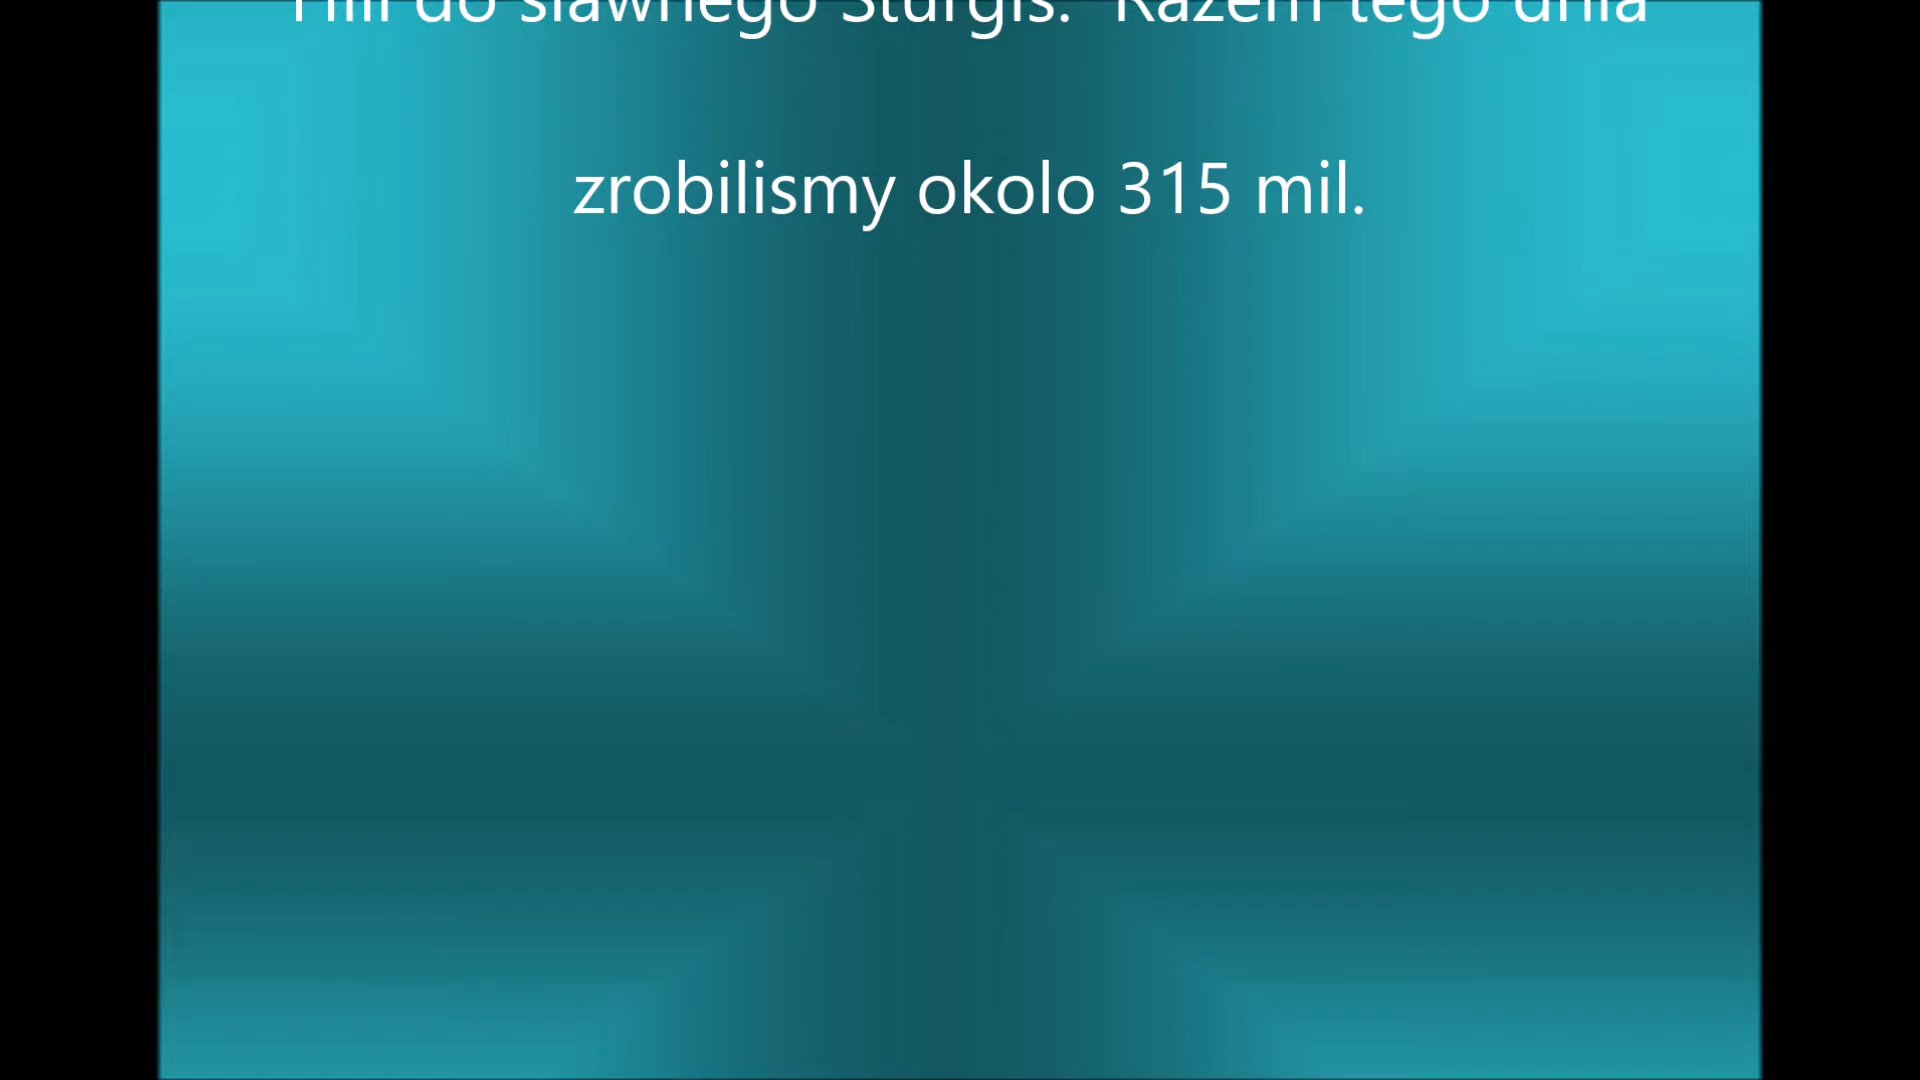 Hill do slawnego Sturgis. Razem tego dnia
zrobilismy okolo 315 mil.